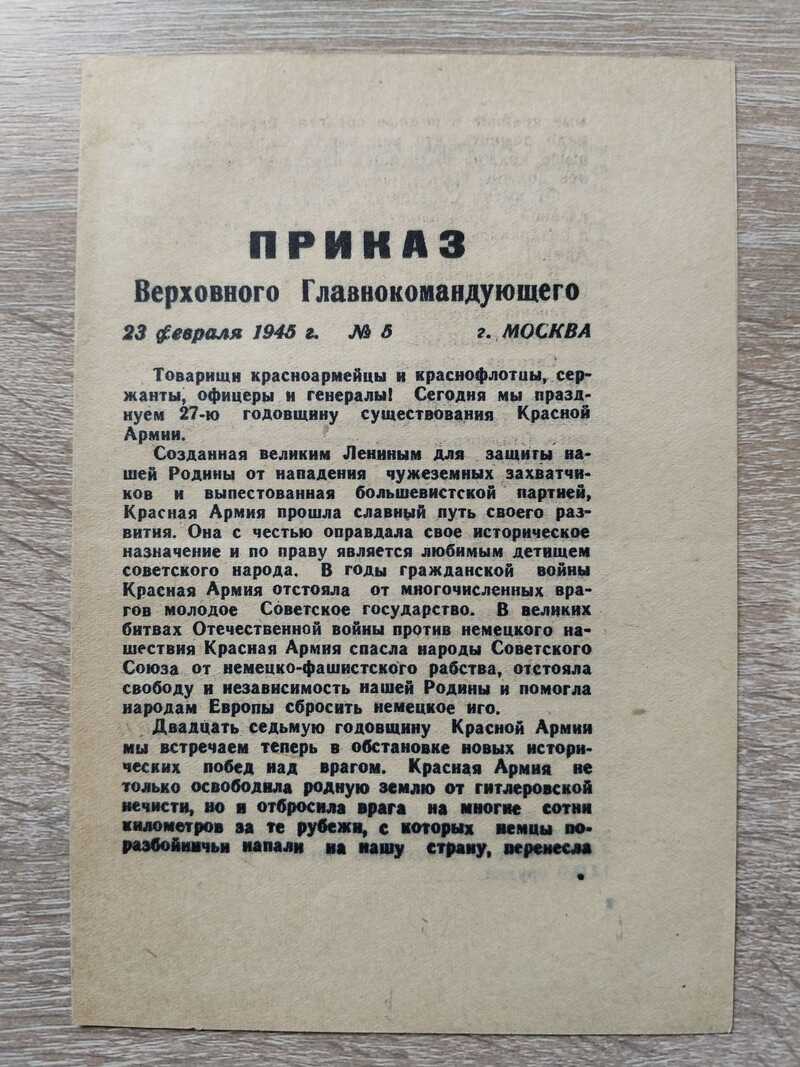 ПРИКАЗ
Верховного Главнокомандующего
23 февраля 1945 г. № 5 г. МОСКВА
Товарищи красноармейцы и краснофлотцы, сер-
жанты, офицеры и генералы! Сегодня мы празд-
нуем 27-ю годовщину существования Красной
Армии.
Созданная великим Лениным для защиты на-
шей Родины от нападения чужеземных захватчи-
ков и выпестованная большевистской партией,
Красная Армия прошла славный путь своего раз-
вития. Она с честью оправдала свое историческое
назначение и по праву является любимым детищем
советского народа. В годы гражданской войны
Красная Армия отстояла от многочисленных вра-
гов молодое Советское государство. В великих
битвах Отечественной войны против немецкого на-
шествия Красная Армия спасла народы Советского
Союза от немецко-фашистского рабства, отстояла
свободу и независимость нашей Родины и помогла
народам Европы сбросить немецкое иго.
Двадцать седьмую годовщину Красной Армии
мы встречаем теперь в обстановке новых истори-
ческих побед над врагом. Красная Армия не
только освободила родную землю от гитлеровской
нечисти, но и отбросила врага на многие сотни
километров за те рубежи, с которых немцы по-
разбойничьи напали на нашу страну, перенесла